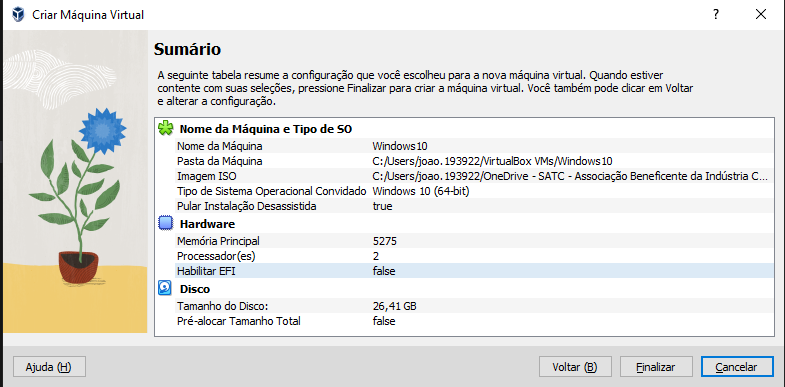 Criar Máquina Virtual
?
Sumário
A seguinte tabela resume a configuração que você escolheu para a nova máquina virtual. Quando estiver
contente com suas seleções, pressione Finalizar para criar a máquina virtual. Você também pode clicar em Voltar
e alterar a configuração.
Nome da Máquina e Tipo de SO
Nome da Máquina Windows10
Pasta da Máquina C:/Users/joao.193922/VirtualBox VMs/Windows10
Imagem ISO C:/Users/joao.193922/OneDrive - SATC - Associação Beneficente da Indústria C...
Tipo de Sistema Operacional Convidado Windows 10 (64-bit)
Pular Instalação Desassistida true
Hardware
Memória Principal 5275
Processador(es) 2
Habilitar EFI false
Disco
Tamanho do Disco: 26,41 GB
Pré-alocar Tamanho Total false
Ajuda (H) Voltar (B) Finalizar Cancelar